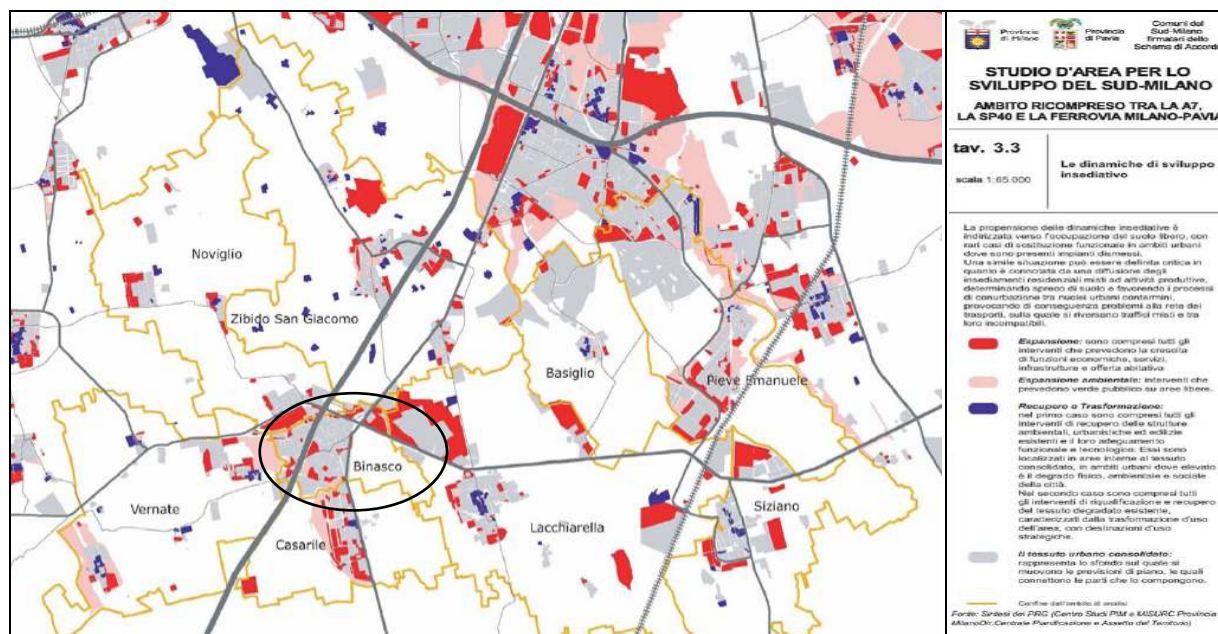 Noviglio
Zibido San Giacomo
Basiglio
Pieve Emanuele
Binasco
Vernate
Lacchiarella
Siziano
Casarile
Provincia
di Milano
Provincia
di Pavia
Comuni del
Sud-Milano
firmatari dello
Schema di Accordo
STUDIO D'AREA PER LO
SVILUPPO DEL SUD-MILANO
AMBITO RICOMPRESO TRA LA A7,
LA SP40 E LA FERROVIA MILANO-PAVIA
tav. 3.3
scala 1:65.000
Le dinamiche di sviluppo
insediativo
La propensione delle dinamiche insediative è
indirizzata verso l'occupazione del suolo libero, con
rari casi di sostituzione funzionale in ambiti urbani
dove sono presenti impianti dismessi.
Una simile situazione può essere definita critica in
quanto è connotata da una diffusione degli
insediamenti residenziali misti ad attività produttive,
determinando spreco di suolo e favorendo i processi
di conurbazione tra nuclei urbani contermini,
provocando di conseguenza problemi alla rete dei
trasporti, sulla quale si riversano traffici misti e tra
loro incompatibili.
Espansione: sono compresi tutti gli
interventi che prevedono la crescita
di funzioni economiche, servizi,
infrastrutture e offerta abitativa
Espansione ambientale: interventi che
prevedono verde pubblico su aree libere.
Recupero o Trasformazione:
nel primo caso sono compresi tutti gli
interventi di recupero delle strutture
ambientali, urbanistiche ed edilizie
esistenti e il loro adeguamento
funzionale e tecnologico. Essi sono
localizzati in aree interne al tessuto
consolidato, in ambiti urbani dove elevato
è il degrado fisico, ambientale e sociale
della città.
Nel secondo caso sono compresi tutti
gli interventi di riqualificazione e recupero
del tessuto degradato esistente,
caratterizzati dalla trasformazione d'uso
dell'area, con destinazioni d'uso
strategiche.
Il tessuto urbano consolidato:
rappresenta lo sfondo sul quale si
muovono le previsioni di piano, le quali
connettono le parti che lo compongono.
Confine dell'ambito di analisi
Fonte: Sintesi dei PRG (Centro Studi PIM e MISURC Provincia
MilanoDir.Centrale Pianificazione e Assetto del Territorio)